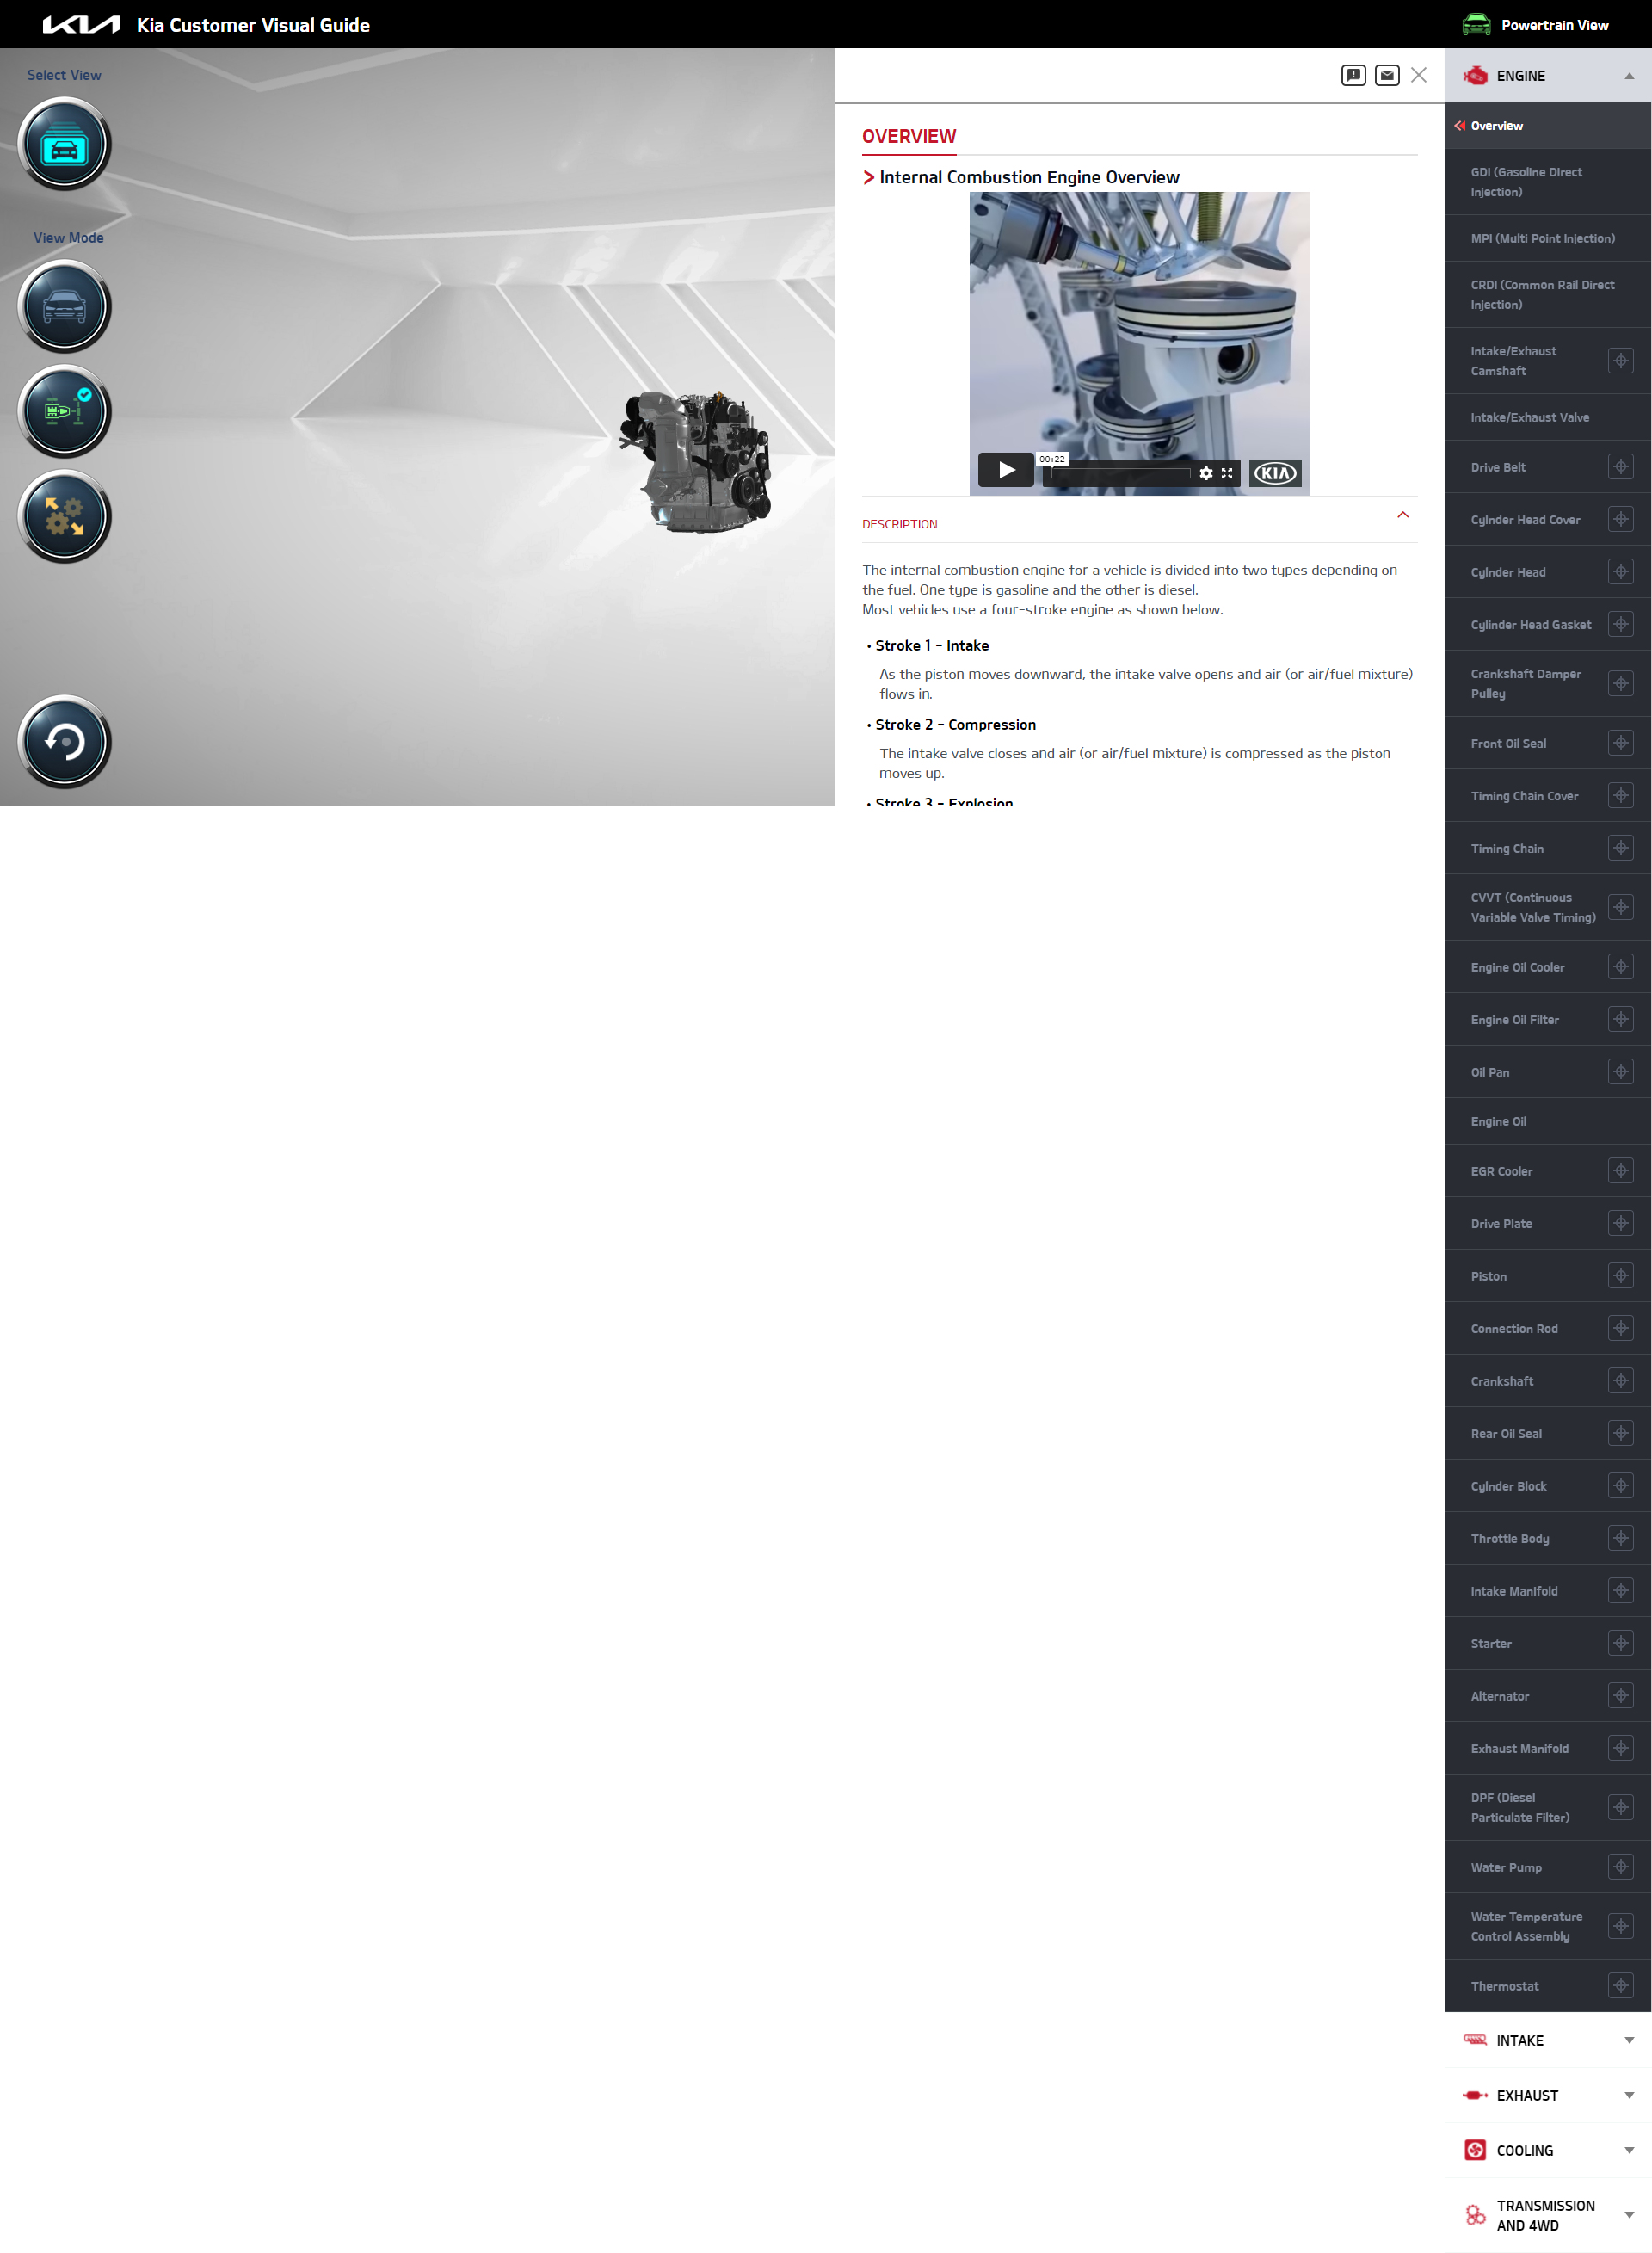 KIA Kia Customer Visual Guide
Powertrain View
Select View
View Mode
OVERVIEW
Internal Combustion Engine Overview
00:22
KIA
DESCRIPTION
The internal combustion engine for a vehicle is divided into two types depending on
the fuel. One type is gasoline and the other is diesel.
Most vehicles use a four-stroke engine as shown below.
• Stroke 1 - Intake
As the piston moves downward, the intake valve opens and air (or air/fuel mixture)
flows in.
• Stroke 2 - Compression
The intake valve closes and air (or air/fuel mixture) is compressed as the piston
moves up.
• Stroke 3 - Explosion
ENGINE
Overview
GDI (Gasoline Direct
Injection)
MPI (Multi Point Injection)
CRDI (Common Rail Direct
Injection)
Intake/Exhaust
Camshaft
Intake/Exhaust Valve
Drive Belt
Cylnder Head Cover
Cylnder Head
Cylinder Head Gasket
Crankshaft Damper
Pulley
Front Oil Seal
Timing Chain Cover
Timing Chain
CVVT (Continuous
Variable Valve Timing)
Engine Oil Cooler
Engine Oil Filter
Oil Pan
Engine Oil
EGR Cooler
Drive Plate
Piston
Connection Rod
Crankshaft
Rear Oil Seal
Cylnder Block
Throttle Body
Intake Manifold
Starter
Alternator
Exhaust Manifold
DPF (Diesel
Particulate Filter)
Water Pump
Water Temperature
Control Assembly
Thermostat
INTAKE
EXHAUST
COOLING
TRANSMISSION
AND 4WD